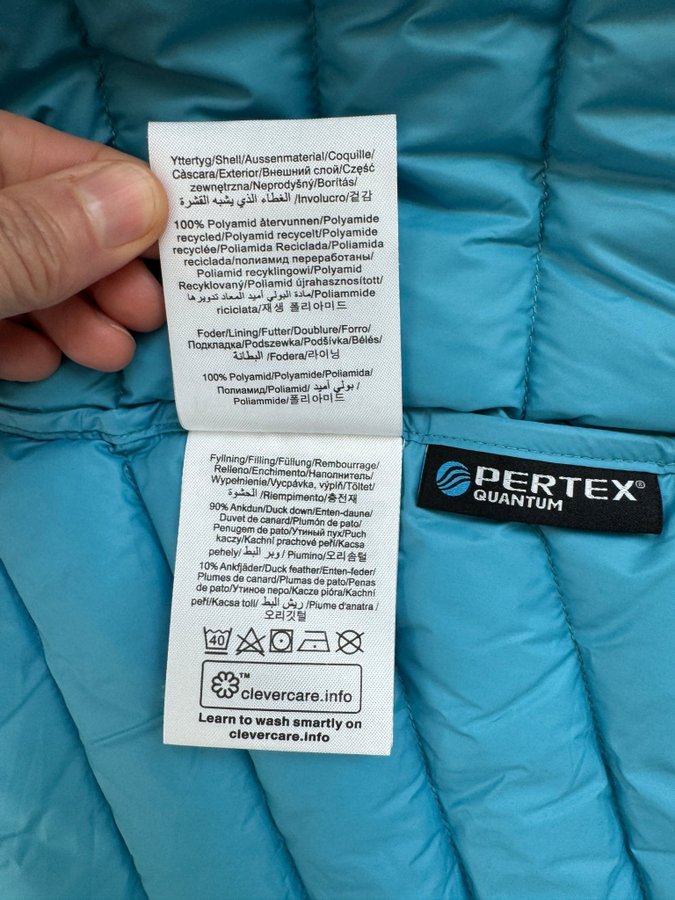 Yttertyg/Shell/Aussenmaterial/Coquille/
Càscara/Exterior/Внешний слой/Część
zewnętrzna/Neprodyšný/Borítás/
الغطاء الذي يشبه القشرة /Involucro/겉감
100% Polyamid återvunnen/Polyamide
recycled/Polyamid recycelt/Polyamide
recyclée/Poliamida Reciclada/Poliamida
reciclada/полиамид переработаны/
Poliamid recyklingowi/Polyamid
Recyklovaný/Poliamid újrahasznosított/
مادة البولي أميد المعاد تدويرها/Poliammide
riciclata/재생 폴리아미드
Foder/Lining/Futter/Doublure/Forro/
Подкладка/Podszewka/Podšívka/Bélés/
البطانة /Fodera/라이닝
100% Polyamid/Polyamide/Poliamida/
Полиамид/Poliamid/ بولي أميد /
Poliammide/폴리아미드
Fyllning/Filling/Füllung/Rembourrage/
Relleno/Enchimento/Наполнитель/
Wypełnienie/Vycpávka, výplň/Töltet/
الحشوة /Riempimento/충전재
90% Ankdun/Duck down/Enten-daune/
Duvet de canard/Plumón de pato/
Penugem de pato/Утиный пух/Puch
kaczy/Kachní prachové peří/Kacsa
pehely/ وبر البط / Piumino/오리솜털
10% Ankfjäder/Duck feather/Enten-feder/
Plumes de canard/Plumas de pato/Penas
de pato/Утиное перо/Kacze pióra/Kachní
peří/Kacsa toll/ ريش البط /Piume d'anatra /
오리깃털
40
™
clevercare.info
Learn to wash smartly on
clevercare.info
PERTEX®
QUANTUM